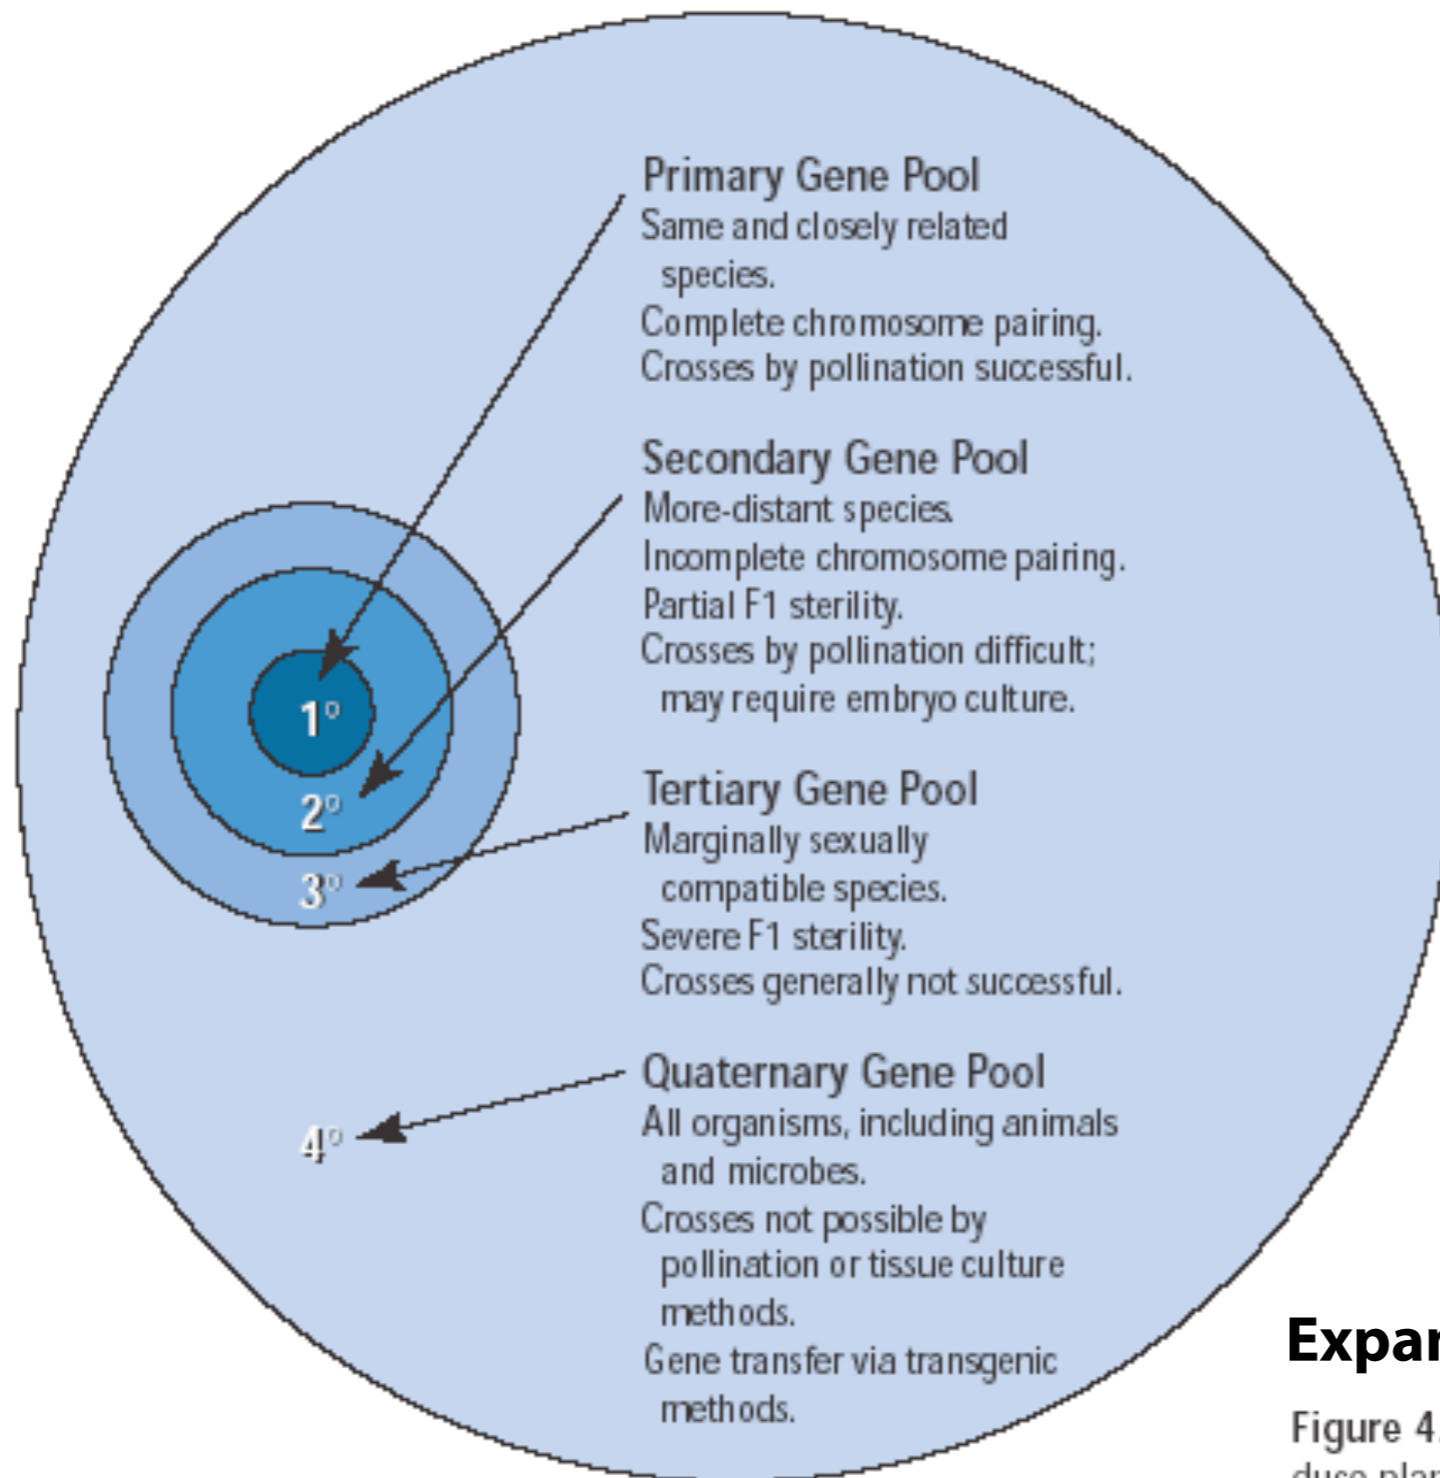 Primary Gene Pool
Same and closely related
species.
Complete chromosome pairing.
Crosses by pollination successful.
Secondary Gene Pool
More-distant species.
Incomplete chromosome pairing.
Partial F1 sterility.
Crosses by pollination difficult;
may require embryo culture.
1°
2°
Tertiary Gene Pool
Marginally sexually
compatible species.
Severe F1 sterility.
Crosses generally not successful.
3°
Quaternary Gene Pool
All organisms, including animals
and microbes.
Crosses not possible by
pollination or tissue culture
methods.
Gene transfer via transgenic
methods.
4°
Figure 4